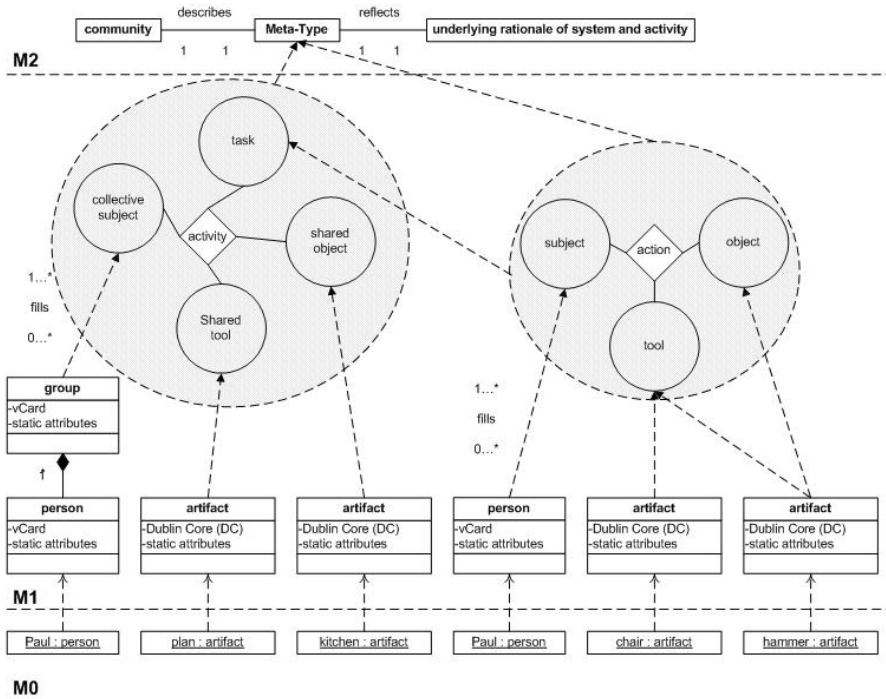 describes
reflects
community
Meta-Type
underlying rationale of system and activity
1
1
1
1
M2
task
collective
subject
activity
shared
object
Shared
tool
subject
action
object
tool
1...*
fills
0...*
1...*
fills
0...*
group
-vCard
-static attributes
1
person
-vCard
-static attributes
artifact
-Dublin Core (DC)
-static attributes
artifact
-Dublin Core (DC)
-static attributes
person
-vCard
-static attributes
artifact
-Dublin Core (DC)
-static attributes
artifact
-Dublin Core (DC)
-static attributes
M1
Paul : person
plan : artifact
kitchen : artifact
Paul : person
chair : artifact
hammer : artifact
M0